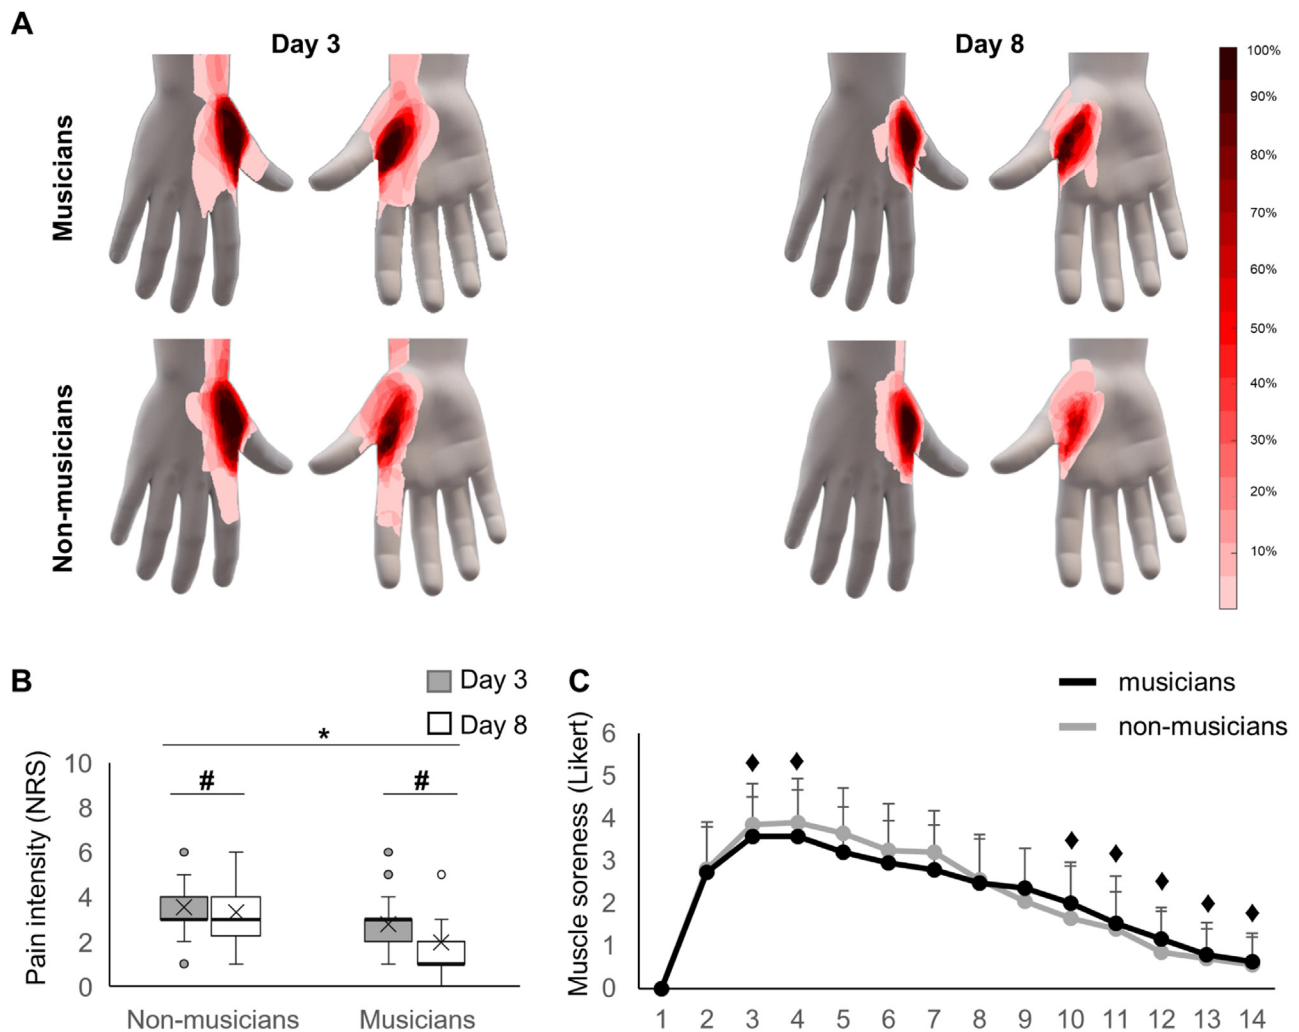 A
Day 3
Day 8
Musicians
Non-musicians
100%
90%
80%
70%
60%
50%
40%
30%
20%
10%
B
Day 3
Day 8
*
# #
Pain intensity (NRS)
10
8
6
4
2
0
Non-musicians Musicians
C
musicians
non-musicians
Muscle soreness (Likert)
6
5
4
3
2
1
0
1 2 3 4 5 6 7 8 9 10 11 12 13 14